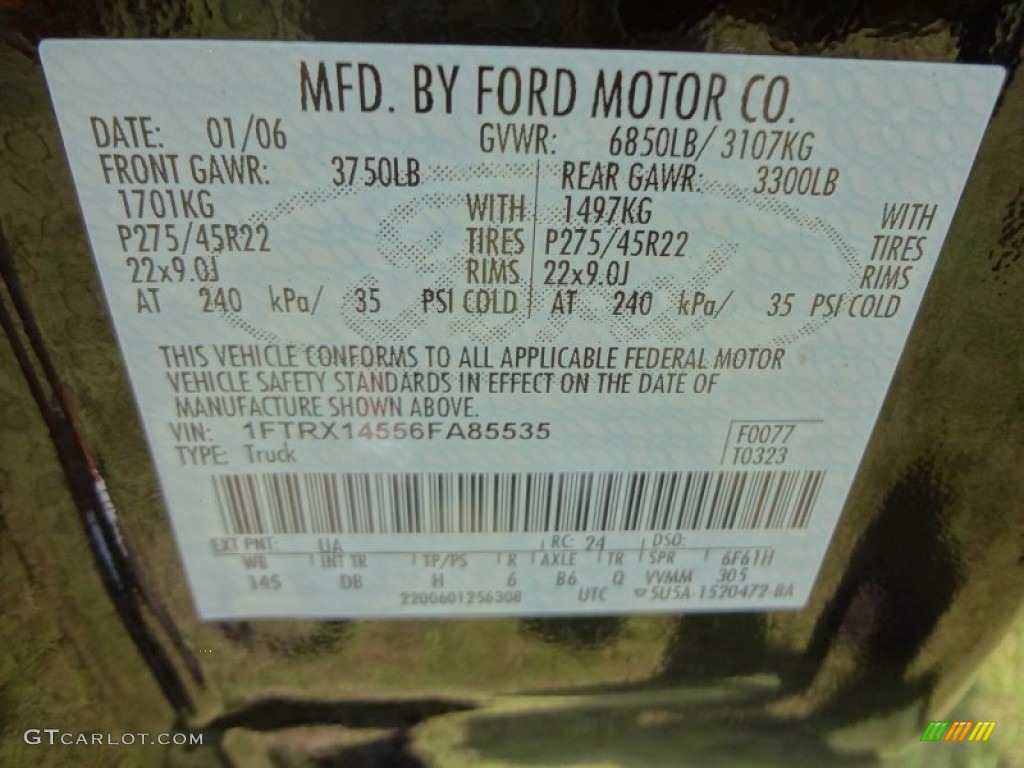 MFD. BY FORD MOTOR CO.
DATE: 01/06 GVWR: 6850LB/ 3107KG
FRONT GAWR: 3750LB REAR GAWR: 3300LB
1701KG WITH 1497KG WITH
P275/45R22 TIRES P275/45R22 TIRES
22x9.0J RIMS 22x9.0J RIMS
AT 240 kPa/ 35 PSI COLD AT 240 kPa/ 35 PSI COLD
THIS VEHICLE CONFORMS TO ALL APPLICABLE FEDERAL MOTOR
VEHICLE SAFETY STANDARDS IN EFFECT ON THE DATE OF
MANUFACTURE SHOWN ABOVE.
VIN: 1FTRX14556FA85535 F0077
TYPE: Truck T0323
EXT PNT: UA RC: 24 DSO:
WB INT TR TP/PS R AXLE TR SPR 6F61H
145 DB H 6 B6 Q VVMM 305
2200601256308 UTC 5U5A-1520472-BA
GTCARLOT.COM